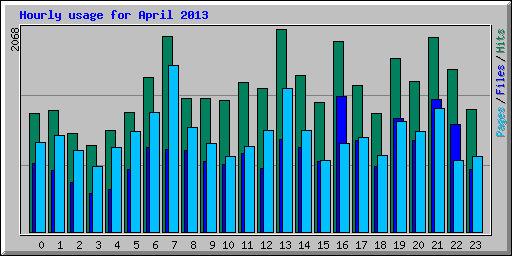 Hourly usage for April 2013
2068
Pages / Files / Hits
0 1 2 3 4 5 6 7 8 9 10 11 12 13 14 15 16 17 18 19 20 21 22 23